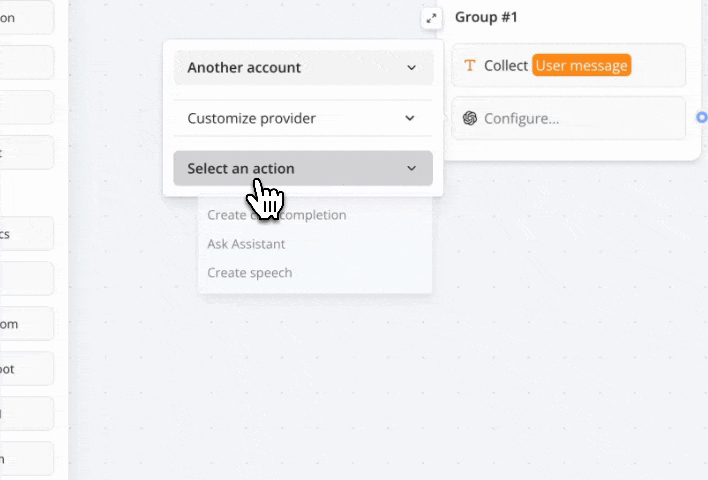 on
Group #1
Another account
Collect User message
Customize provider
Configure...
t
Select an action
Create completion
cs
Ask Assistant
Create speech
om
oot